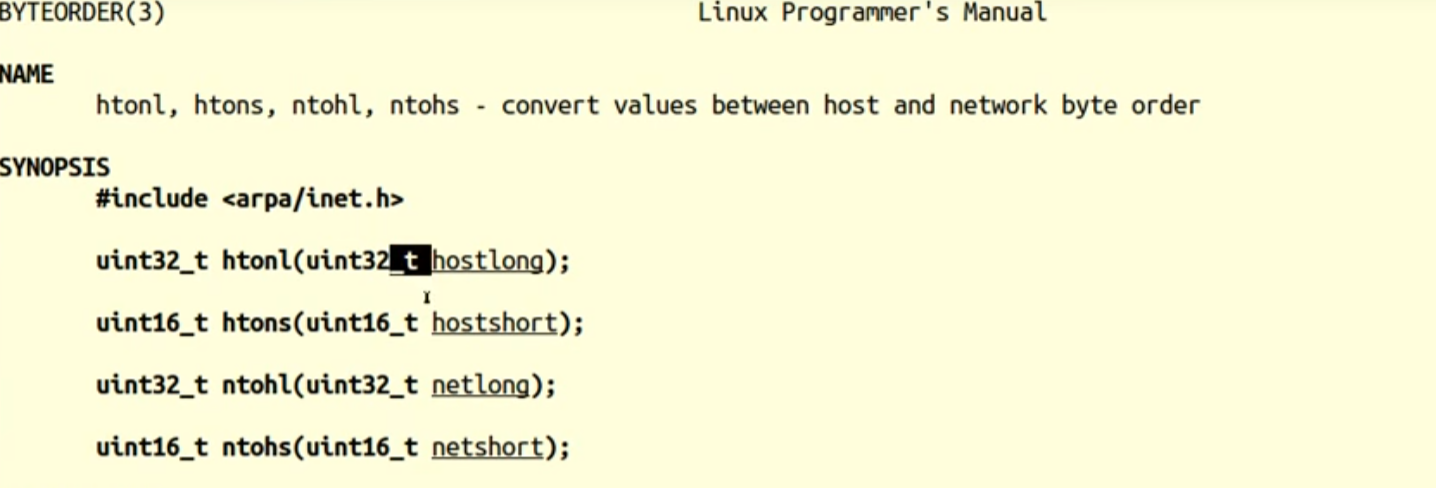 BYTEORDER(3) Linux Programmer's Manual
NAME
htonl, htons, ntohl, ntohs - convert values between host and network byte order
SYNOPSIS
#include <arpa/inet.h>
uint32_t htonl(uint32_t hostlong);
uint16_t htons(uint16_t hostshort);
uint32_t ntohl(uint32_t netlong);
uint16_t ntohs(uint16_t netshort);